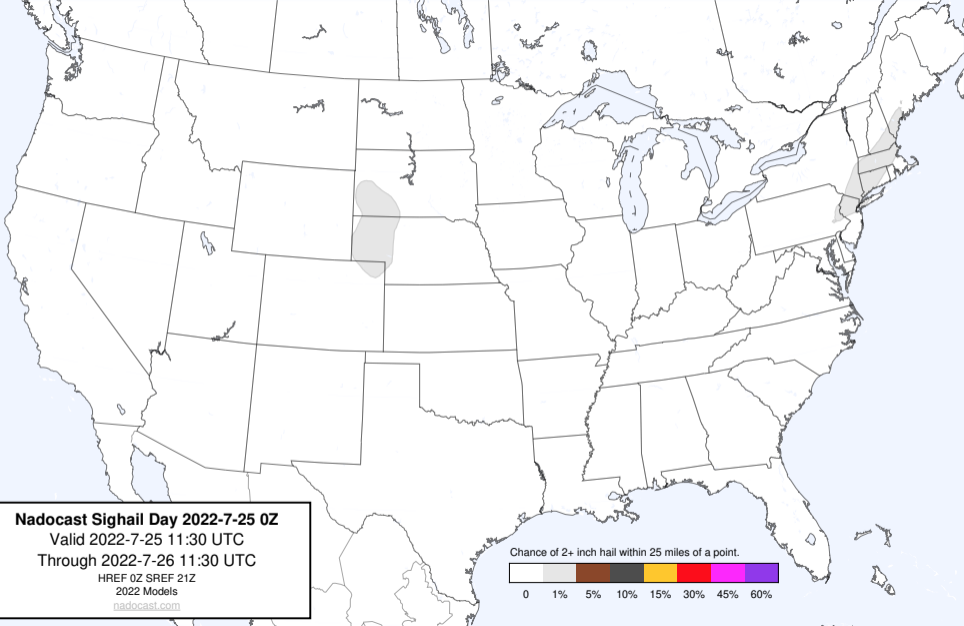 Nadocast Sighail Day 2022-7-25 0Z
Valid 2022-7-25 11:30 UTC
Through 2022-7-26 11:30 UTC
HREF 0Z SREF 21Z
2022 Models
nadocast.com
Chance of 2+ inch hail within 25 miles of a point.
0 1% 5% 10% 15% 30% 45% 60%